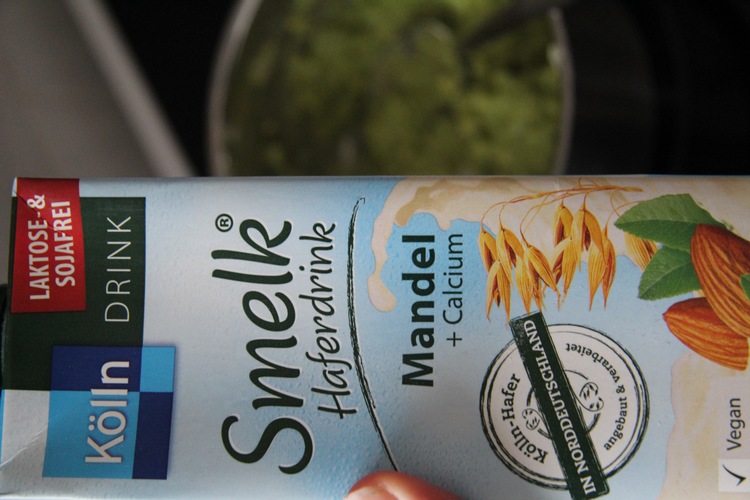 LAKTOSE-&
SOJAFREI
Kölln
DRINK
Smelk®
Haferdrink
Mandel
+ Calcium
Kölln-Hafer
IN NORDDEUTSCHLAND
angebaut & verarbeitet
Vegan